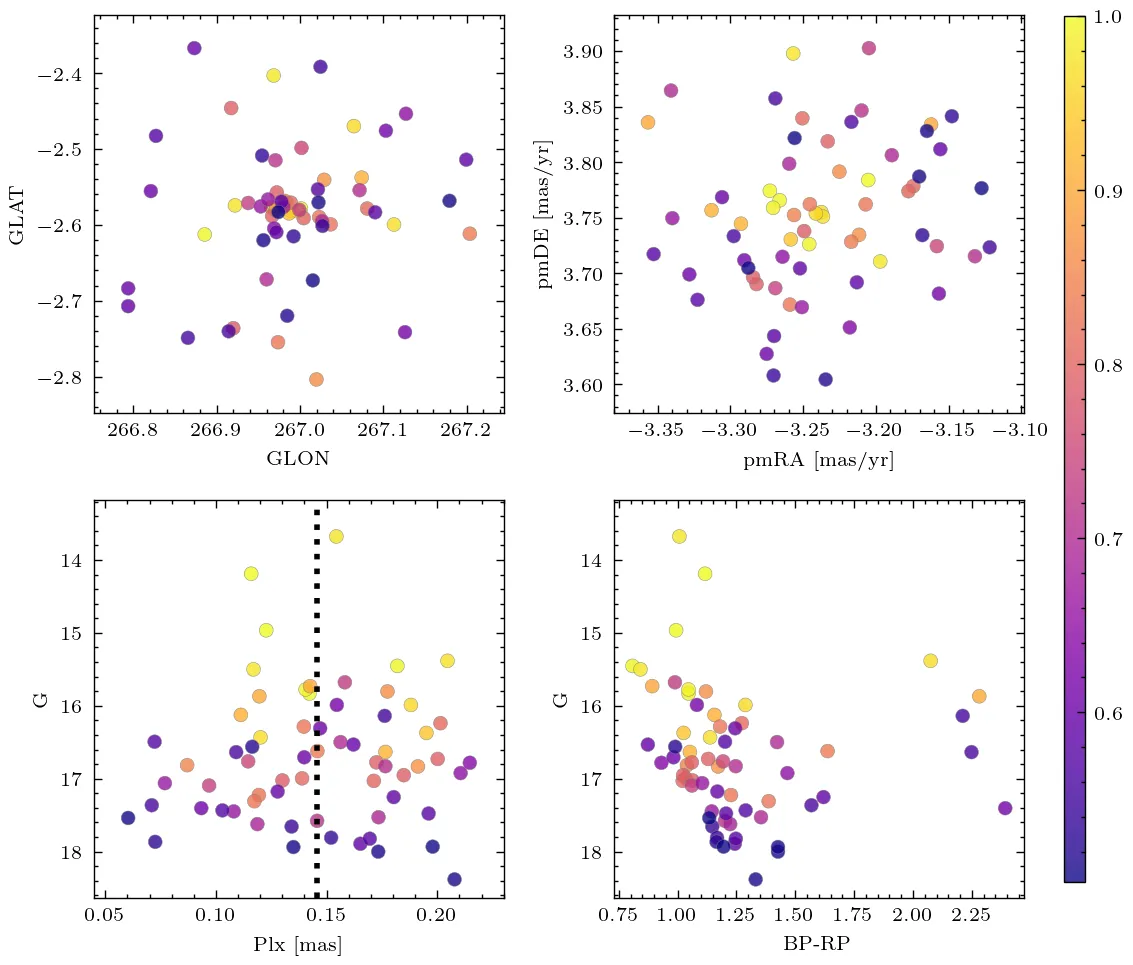 −2.4
−2.5
−2.6
−2.7
−2.8
GLAT
266.8 266.9 267.0 267.1 267.2
GLON
3.90
3.85
3.80
3.75
3.70
3.65
3.60
pmDE [mas/yr]
−3.35 −3.30 −3.25 −3.20 −3.15 −3.10
pmRA [mas/yr]
14
15
16
17
18
G
0.05 0.10 0.15 0.20
Plx [mas]
14
15
16
17
18
G
0.75 1.00 1.25 1.50 1.75 2.00 2.25
BP-RP
1.0
0.9
0.8
0.7
0.6